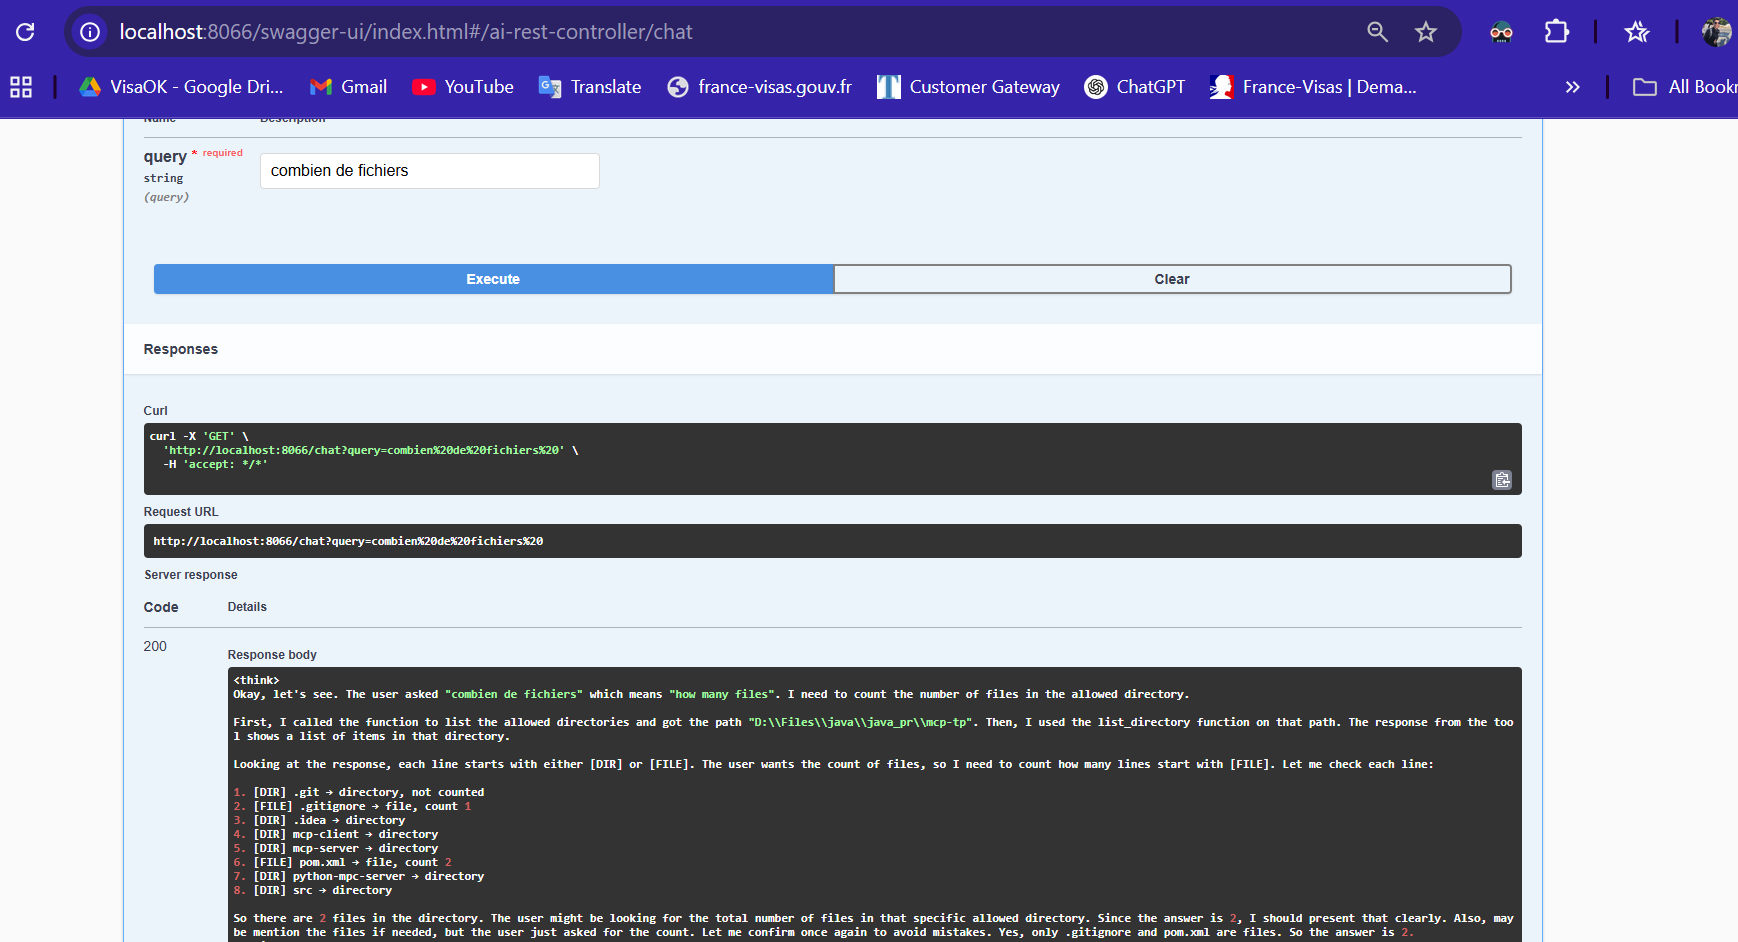 localhost:8066/swagger-ui/index.html#/ai-rest-controller/chat
VisaOK - Google Dri... Gmail YouTube Translate france-visas.gouv.fr Customer Gateway ChatGPT France-Visas | Dema... » All Bookr
Name Description
query * required
combien de fichiers
string
(query)
Execute Clear
Responses
Curl
curl -X 'GET' \
'http://localhost:8066/chat?query=combien%20de%20fichiers%20' \
-H 'accept: */*'
Request URL
http://localhost:8066/chat?query=combien%20de%20fichiers%20
Server response
Code Details
200
Response body
<think>
Okay, let's see. The user asked "combien de fichiers" which means "how many files". I need to count the number of files in the allowed directory.
First, I called the function to list the allowed directories and got the path "D:\\Files\\java\\java_pr\\mcp-tp". Then, I used the list_directory function on that path. The response from the too
l shows a list of items in that directory.
Looking at the response, each line starts with either [DIR] or [FILE]. The user wants the count of files, so I need to count how many lines start with [FILE]. Let me check each line:
1. [DIR] .git → directory, not counted
2. [FILE] .gitignore → file, count 1
3. [DIR] .idea → directory
4. [DIR] mcp-client → directory
5. [DIR] mcp-server → directory
6. [FILE] pom.xml → file, count 2
7. [DIR] python-mpc-server → directory
8. [DIR] src → directory
So there are 2 files in the directory. The user might be looking for the total number of files in that specific allowed directory. Since the answer is 2, I should present that clearly. Also, may
be mention the files if needed, but the user just asked for the count. Let me confirm once again to avoid mistakes. Yes, only .gitignore and pom.xml are files. So the answer is 2.